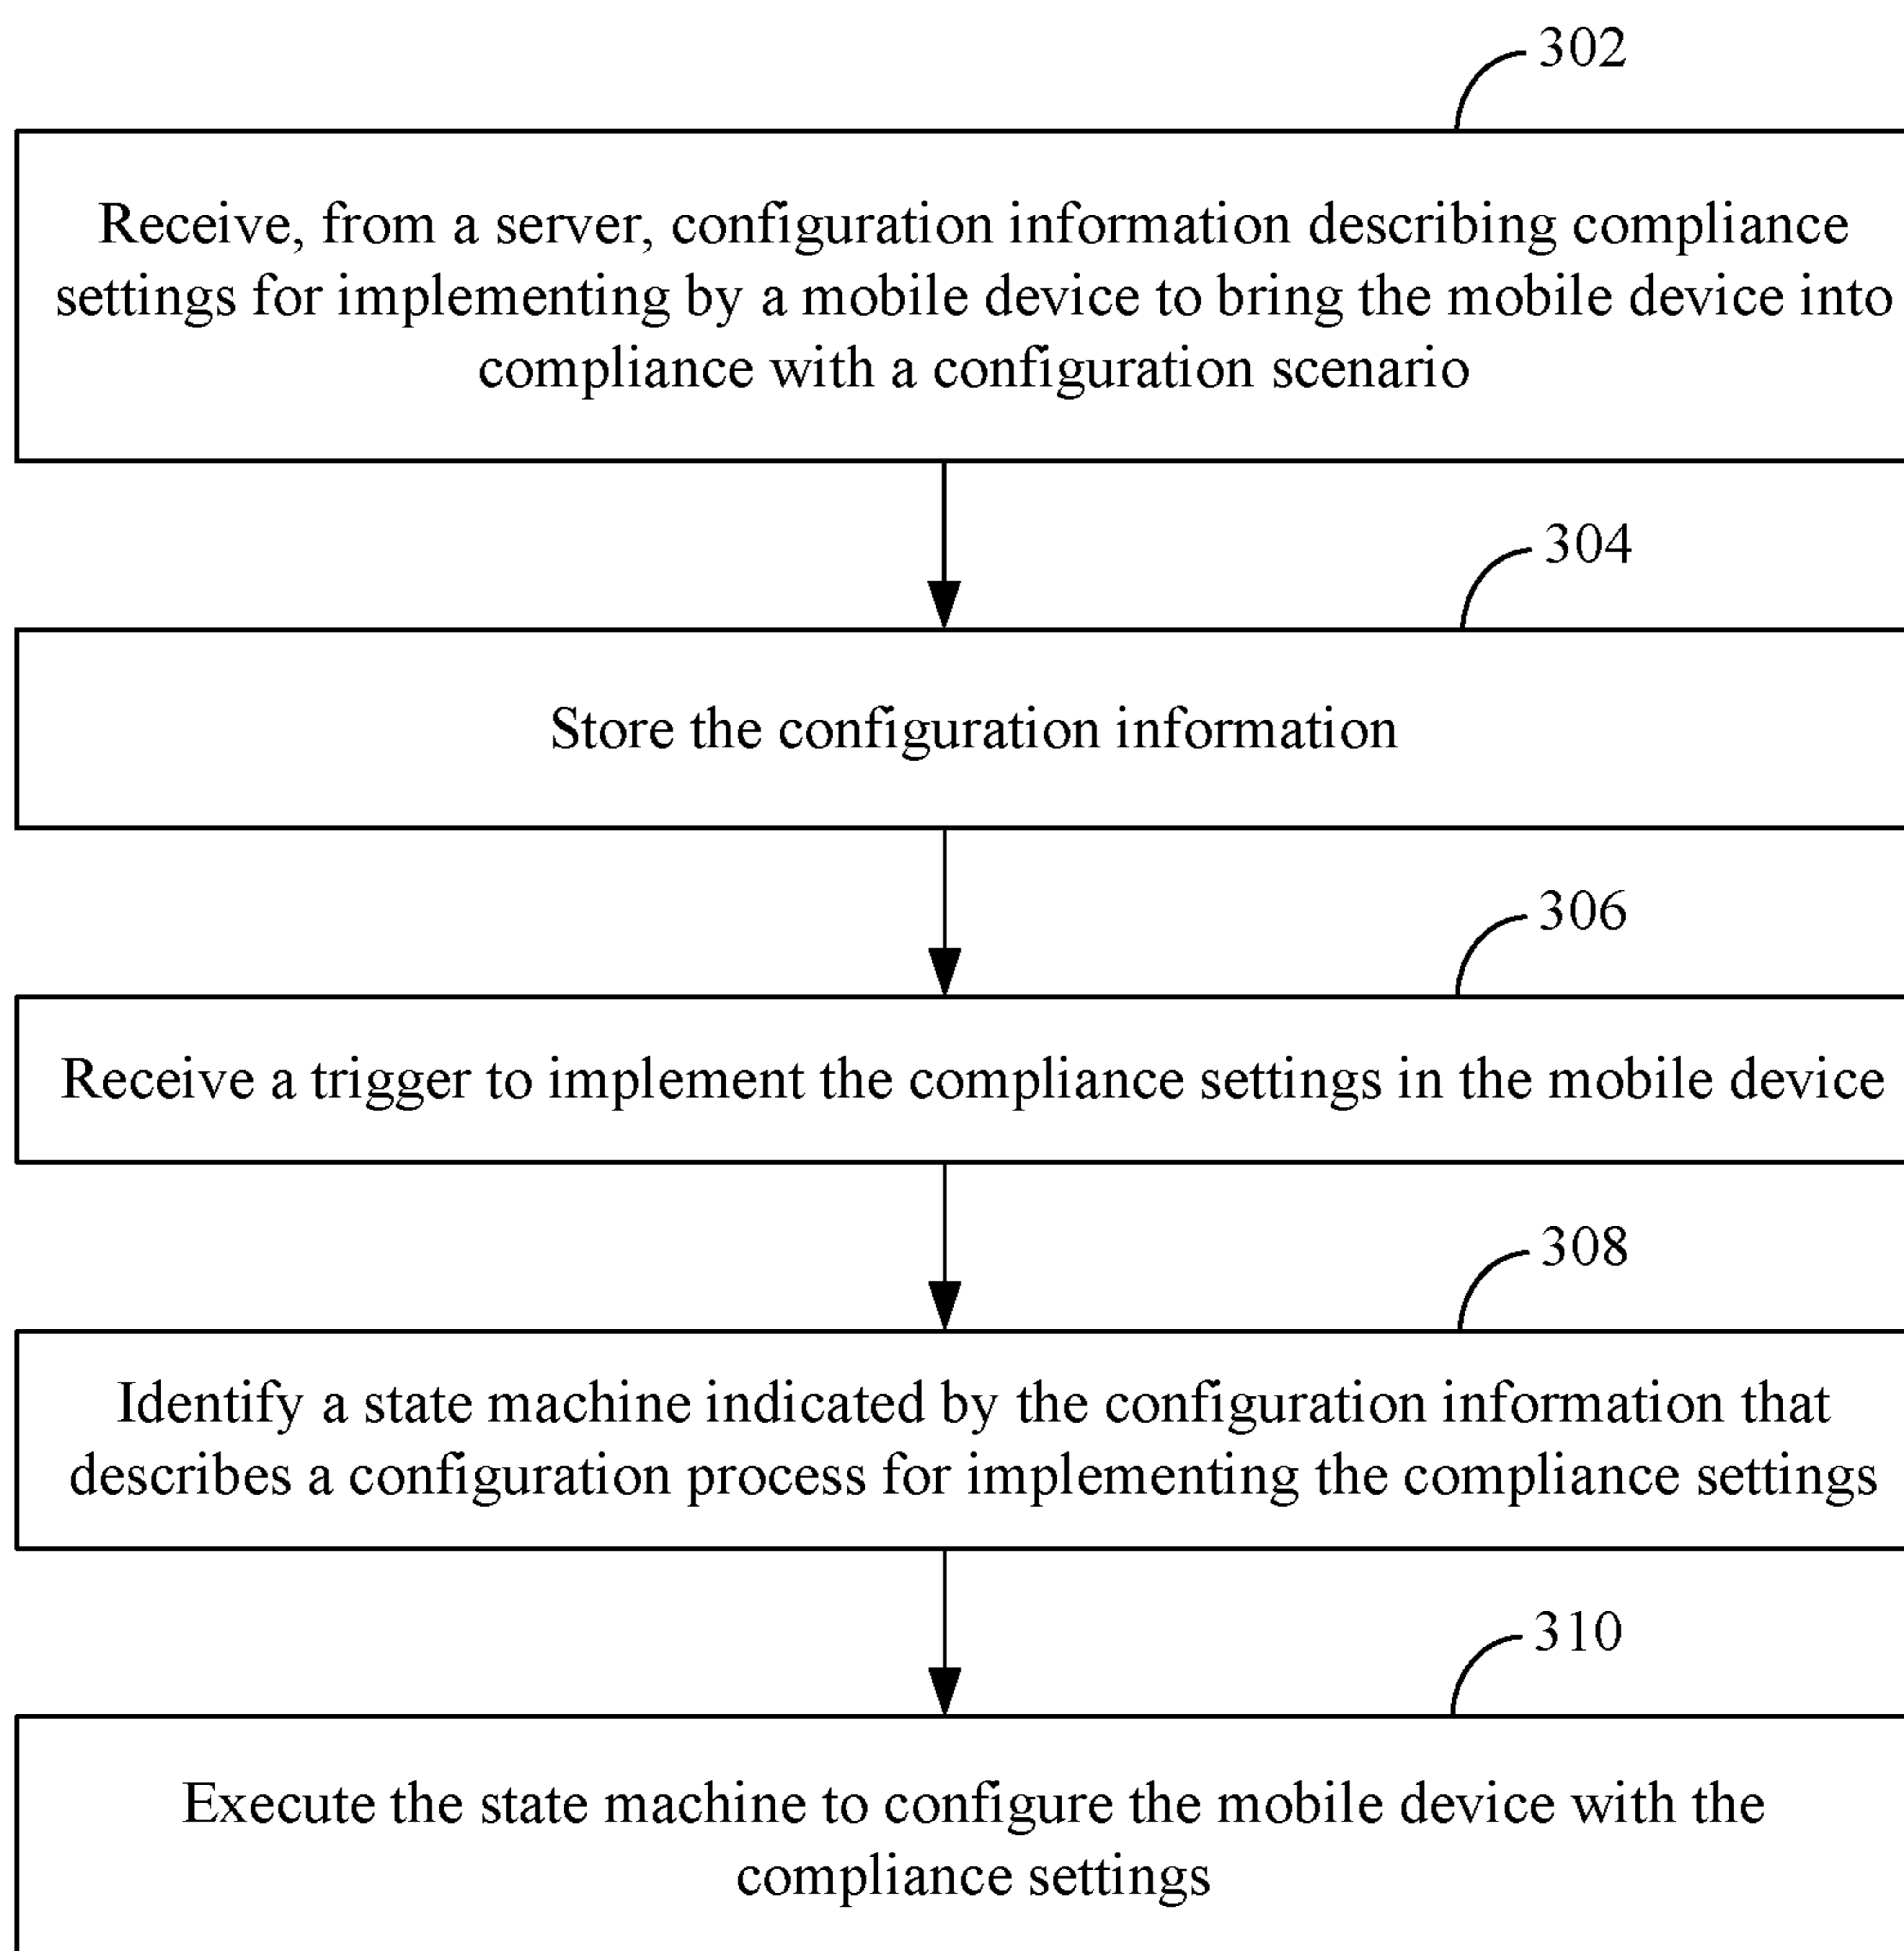 302
Receive, from a server, configuration information describing compliance
settings for implementing by a mobile device to bring the mobile device into
compliance with a configuration scenario
304
Store the configuration information
306
Receive a trigger to implement the compliance settings in the mobile device
308
Identify a state machine indicated by the configuration information that
describes a configuration process for implementing the compliance settings
310
Execute the state machine to configure the mobile device with the
compliance settings